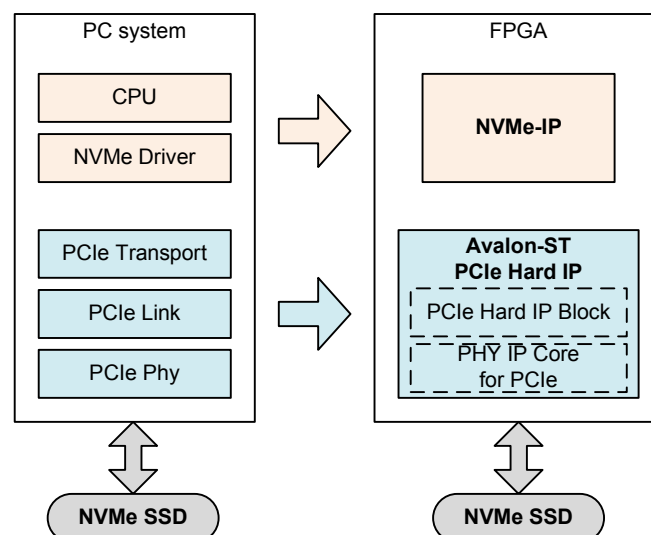 PC system
CPU
NVMe Driver
PCIe Transport
PCIe Link
PCIe Phy
NVMe SSD
FPGA
NVMe-IP
Avalon-ST
PCIe Hard IP
PCIe Hard IP Block
PHY IP Core
for PCIe
NVMe SSD